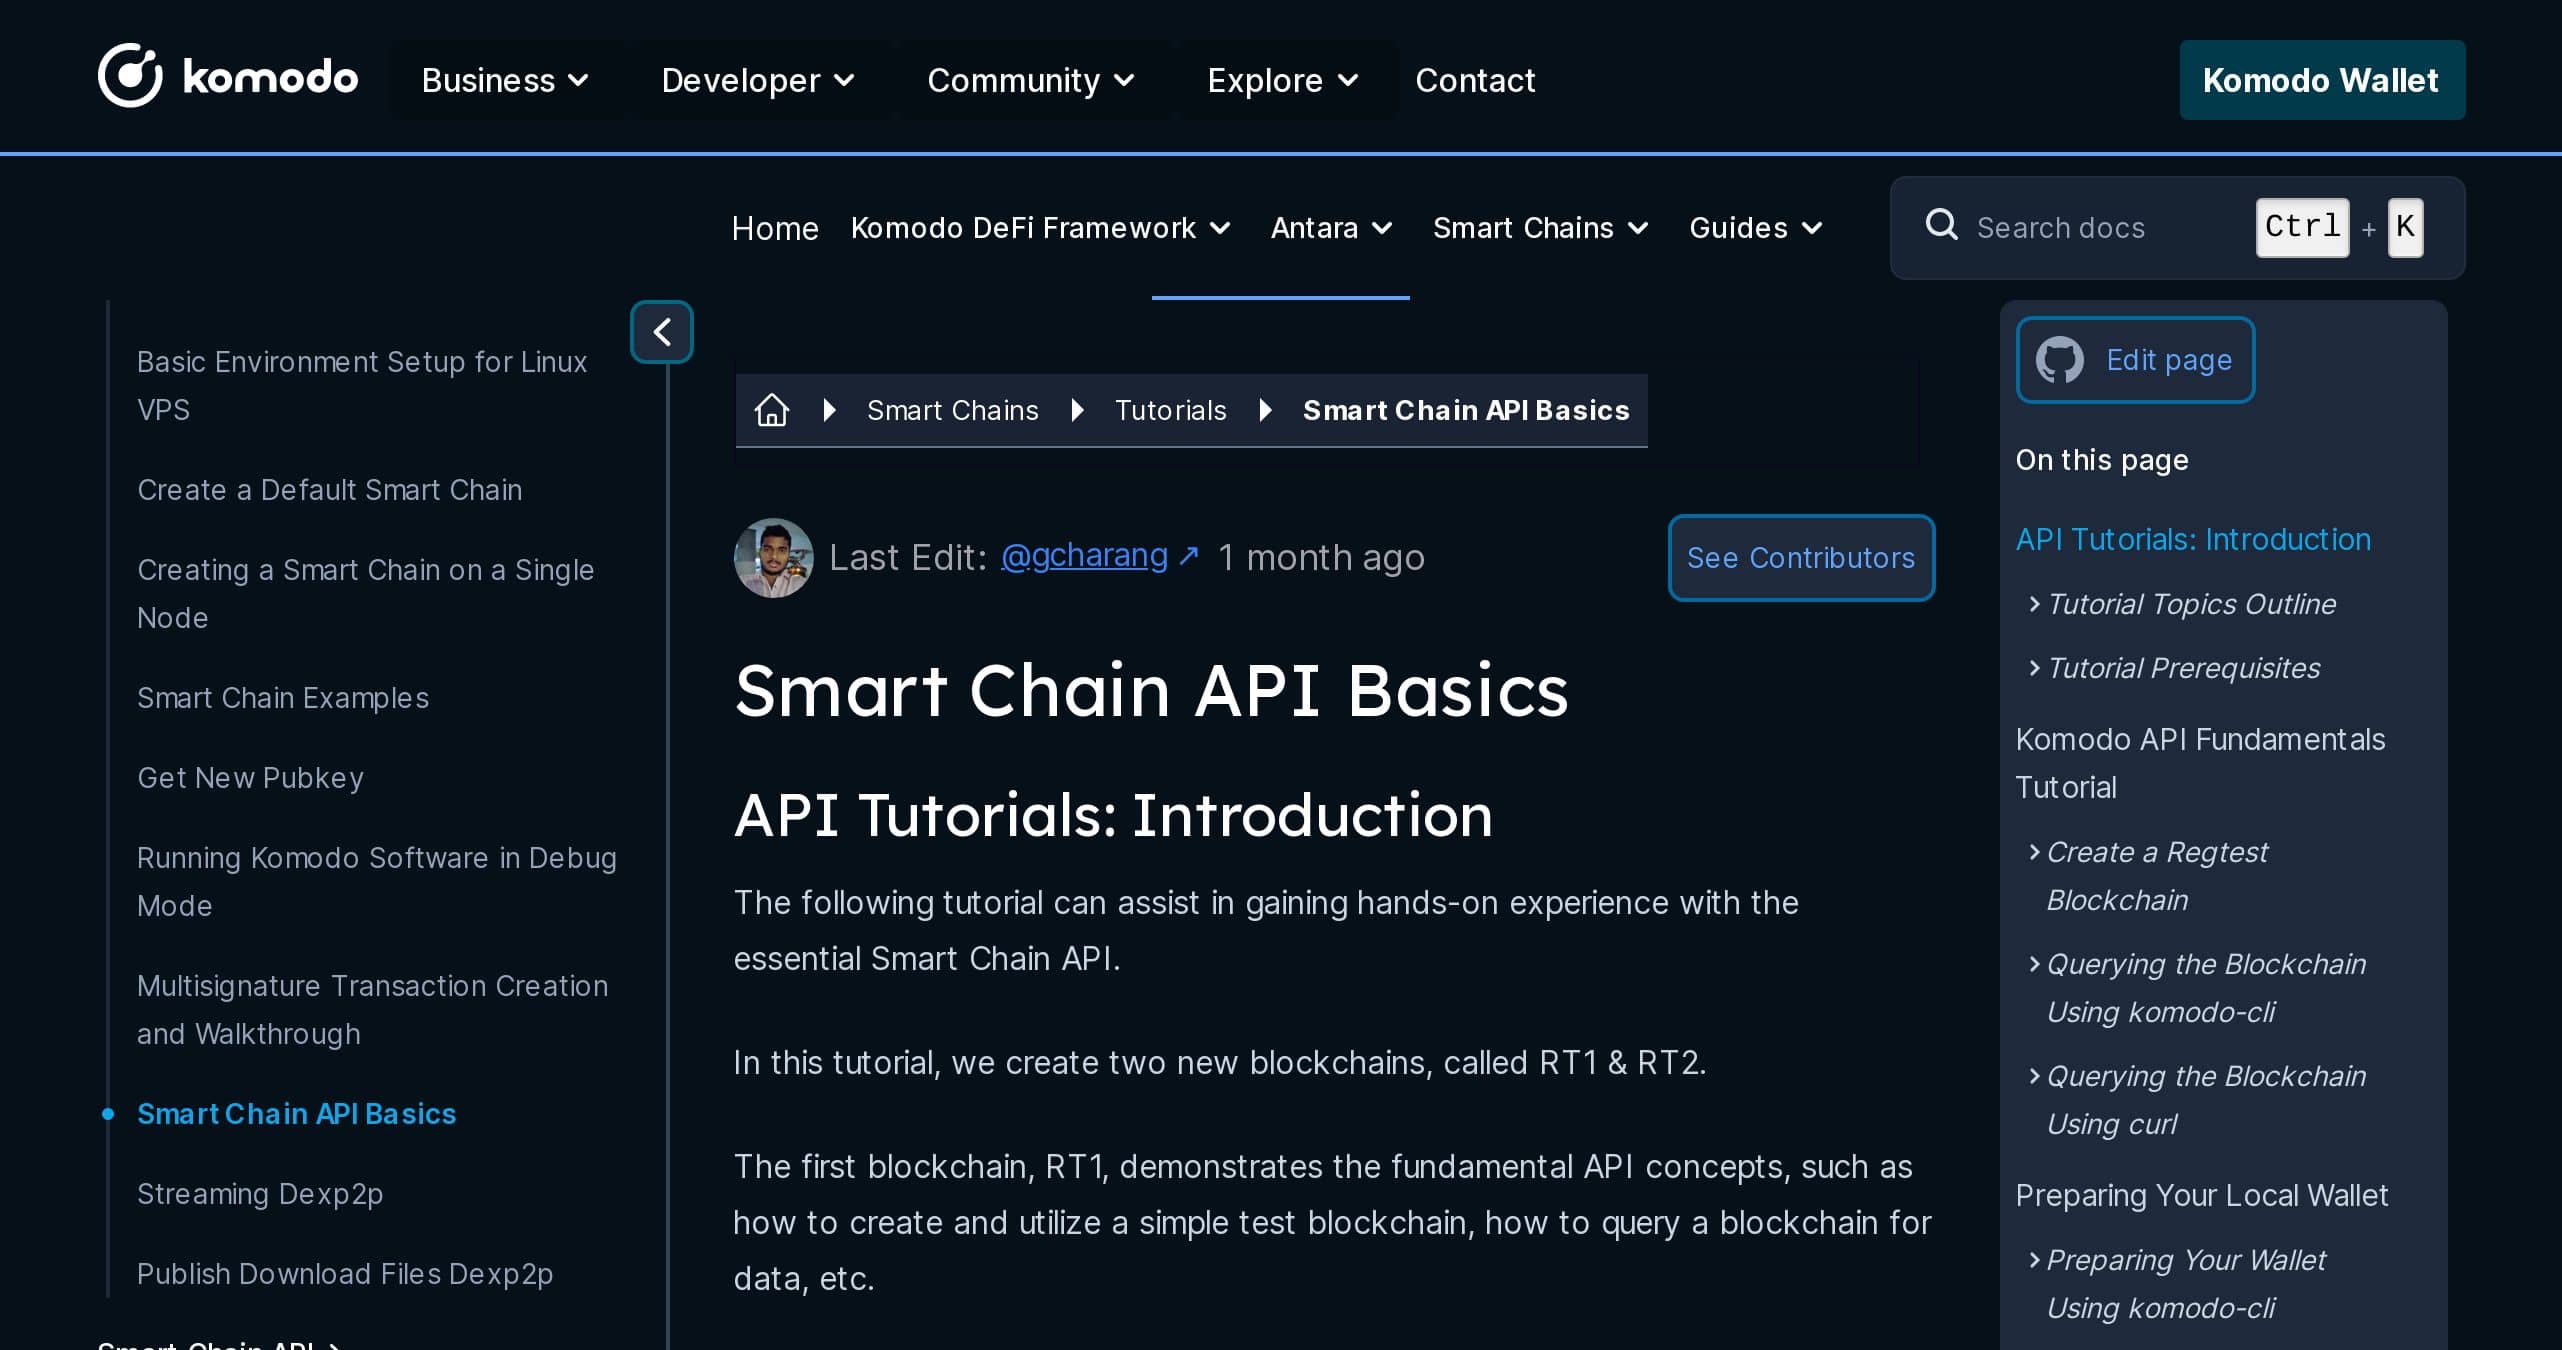 komodo
Business
Developer
Community
Explore
Contact
Komodo Wallet
Home
Komodo DeFi Framework
Antara
Smart Chains
Guides
Search docs
Ctrl + K
Basic Environment Setup for Linux
VPS
Create a Default Smart Chain
Creating a Smart Chain on a Single
Node
Smart Chain Examples
Get New Pubkey
Running Komodo Software in Debug
Mode
Multisignature Transaction Creation
and Walkthrough
Smart Chain API Basics
Streaming Dexp2p
Publish Download Files Dexp2p
Smart Chain API
Smart Chains
Tutorials
Smart Chain API Basics
Last Edit: @gcharang ↗ 1 month ago
See Contributors
Smart Chain API Basics
API Tutorials: Introduction
The following tutorial can assist in gaining hands-on experience with the
essential Smart Chain API.
In this tutorial, we create two new blockchains, called RT1 & RT2.
The first blockchain, RT1, demonstrates the fundamental API concepts, such as
how to create and utilize a simple test blockchain, how to query a blockchain for
data, etc.
Edit page
On this page
API Tutorials: Introduction
Tutorial Topics Outline
Tutorial Prerequisites
Komodo API Fundamentals
Tutorial
Create a Regtest
Blockchain
Querying the Blockchain
Using komodo-cli
Querying the Blockchain
Using curl
Preparing Your Local Wallet
Preparing Your Wallet
Using komodo-cli